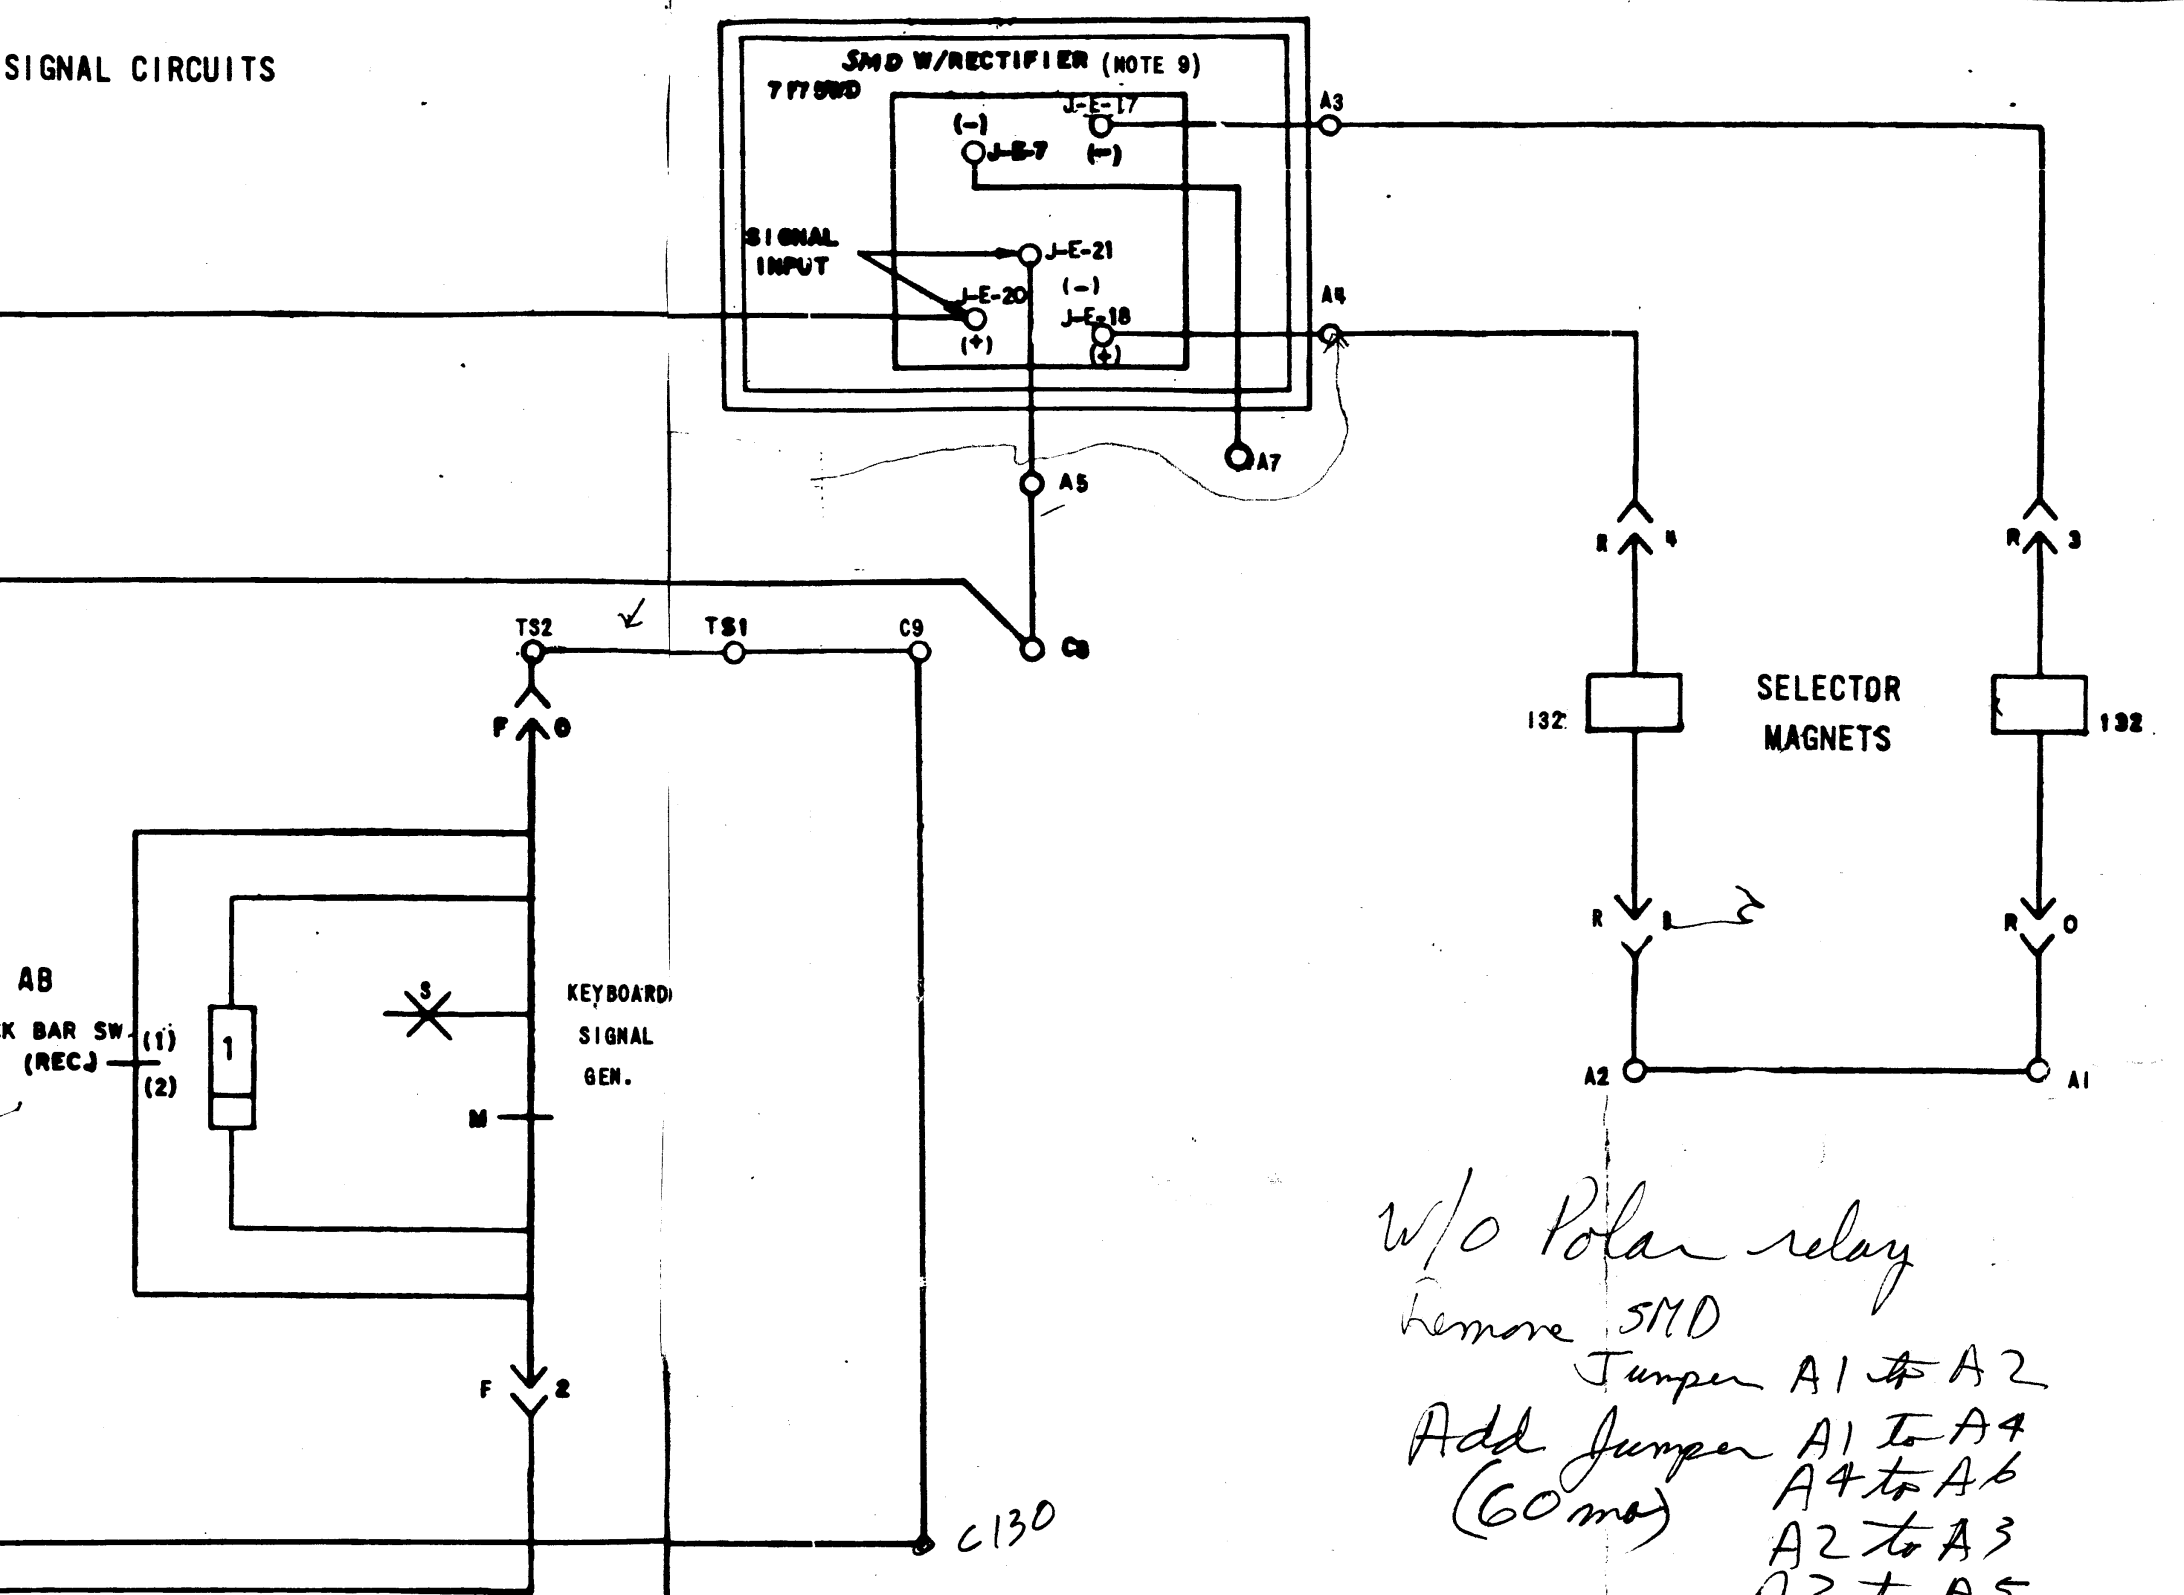 SIGNAL CIRCUITS
SMD W/RECTIFIER (NOTE 9)
J-E-17
(-)
J-E-7
(-)
A3
SIGNAL
INPUT
J-E-21
(-)
J-E-20
(+)
J-E-18
(+)
A4
A7
A5
R 4
R 3
TS2
TS1
C9
C8
F 0
132
SELECTOR
MAGNETS
132
R 1 3
R 0
AB
K BAR SW.
(REC.)
(1)
(2)
1
S
KEYBOARD
SIGNAL
GEN.
M
A2
A1
W/O Polar relay
Remove SMD
Jumper A1 to A2
Add Jumper A1 to A4
(60 ma) A4 to A6
A2 to A3
to A5
F 2
C130